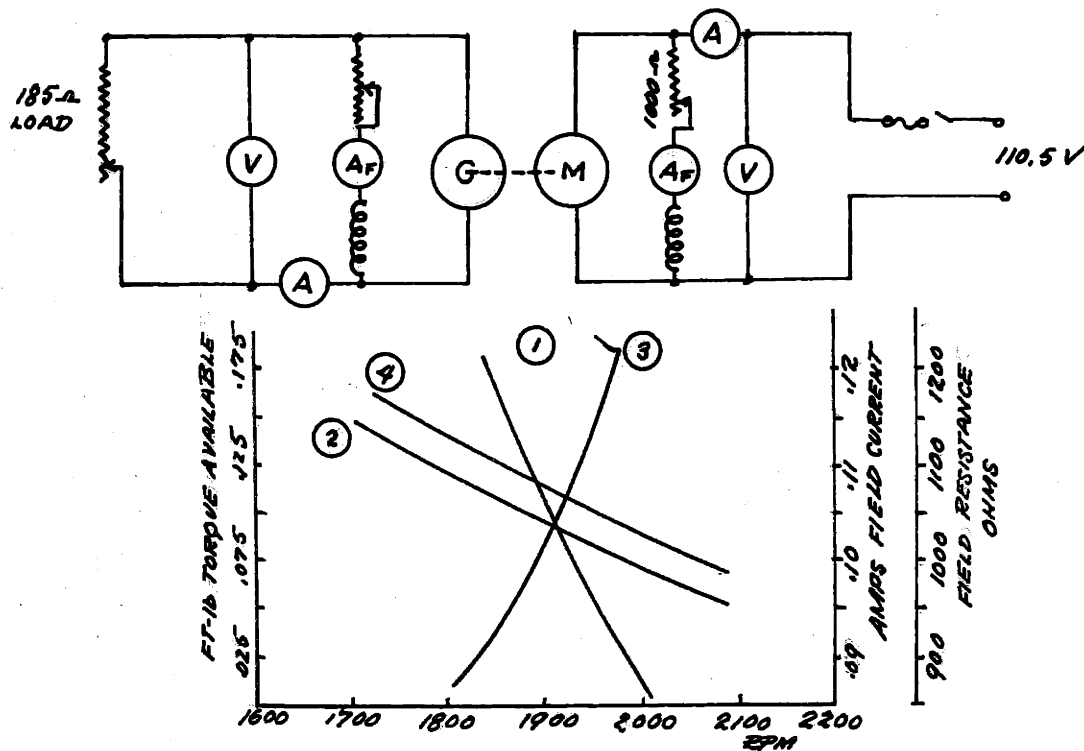 185Ω
LOAD
V
A
AF
G
M
A
1000Ω
AF
V
110.5 V
FT-lb TORQUE AVAILABLE
.175
.125
.075
.025
1
2
3
4
.12
.11
.10
.09
AMPS FIELD CURRENT
1200
1100
1000
900
FIELD RESISTANCE
OHMS
1600 1700 1800 1900 2000 2100 2200
RPM